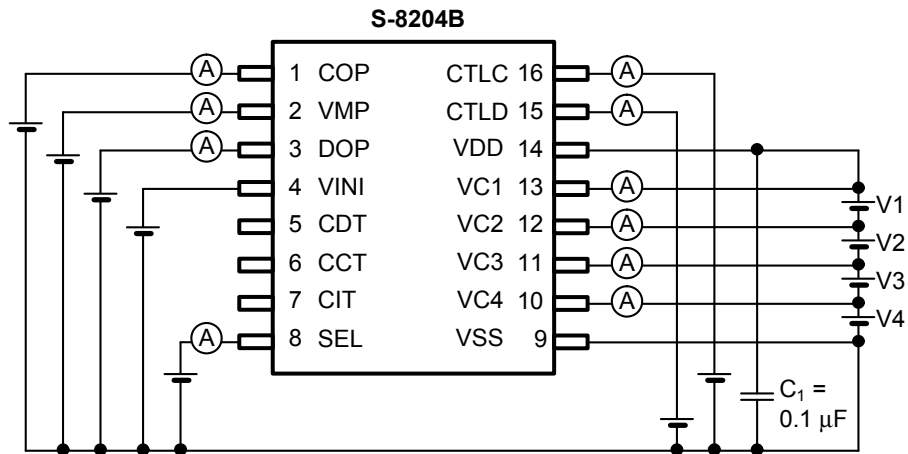 S-8204B
A 1 COP CTLC 16 A
A 2 VMP CTLD 15 A
A 3 DOP VDD 14
4 VINI VC1 13 A
V1
5 CDT VC2 12 A
V2
6 CCT VC3 11 A
V3
7 CIT VC4 10 A
V4
A 8 SEL VSS 9
C₁ =
0.1 μF